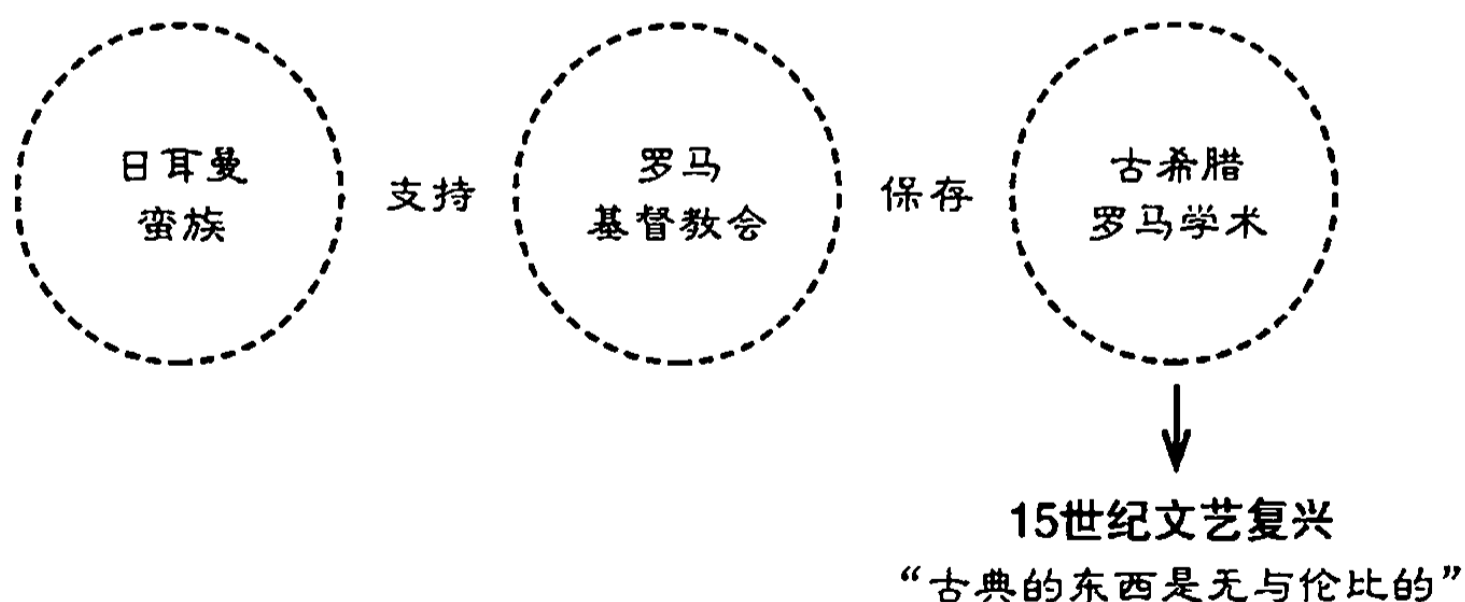 日耳曼
蛮族
支持
罗马
基督教会
保存
古希腊
罗马学术
15世纪文艺复兴
“古典的东西是无与伦比的”